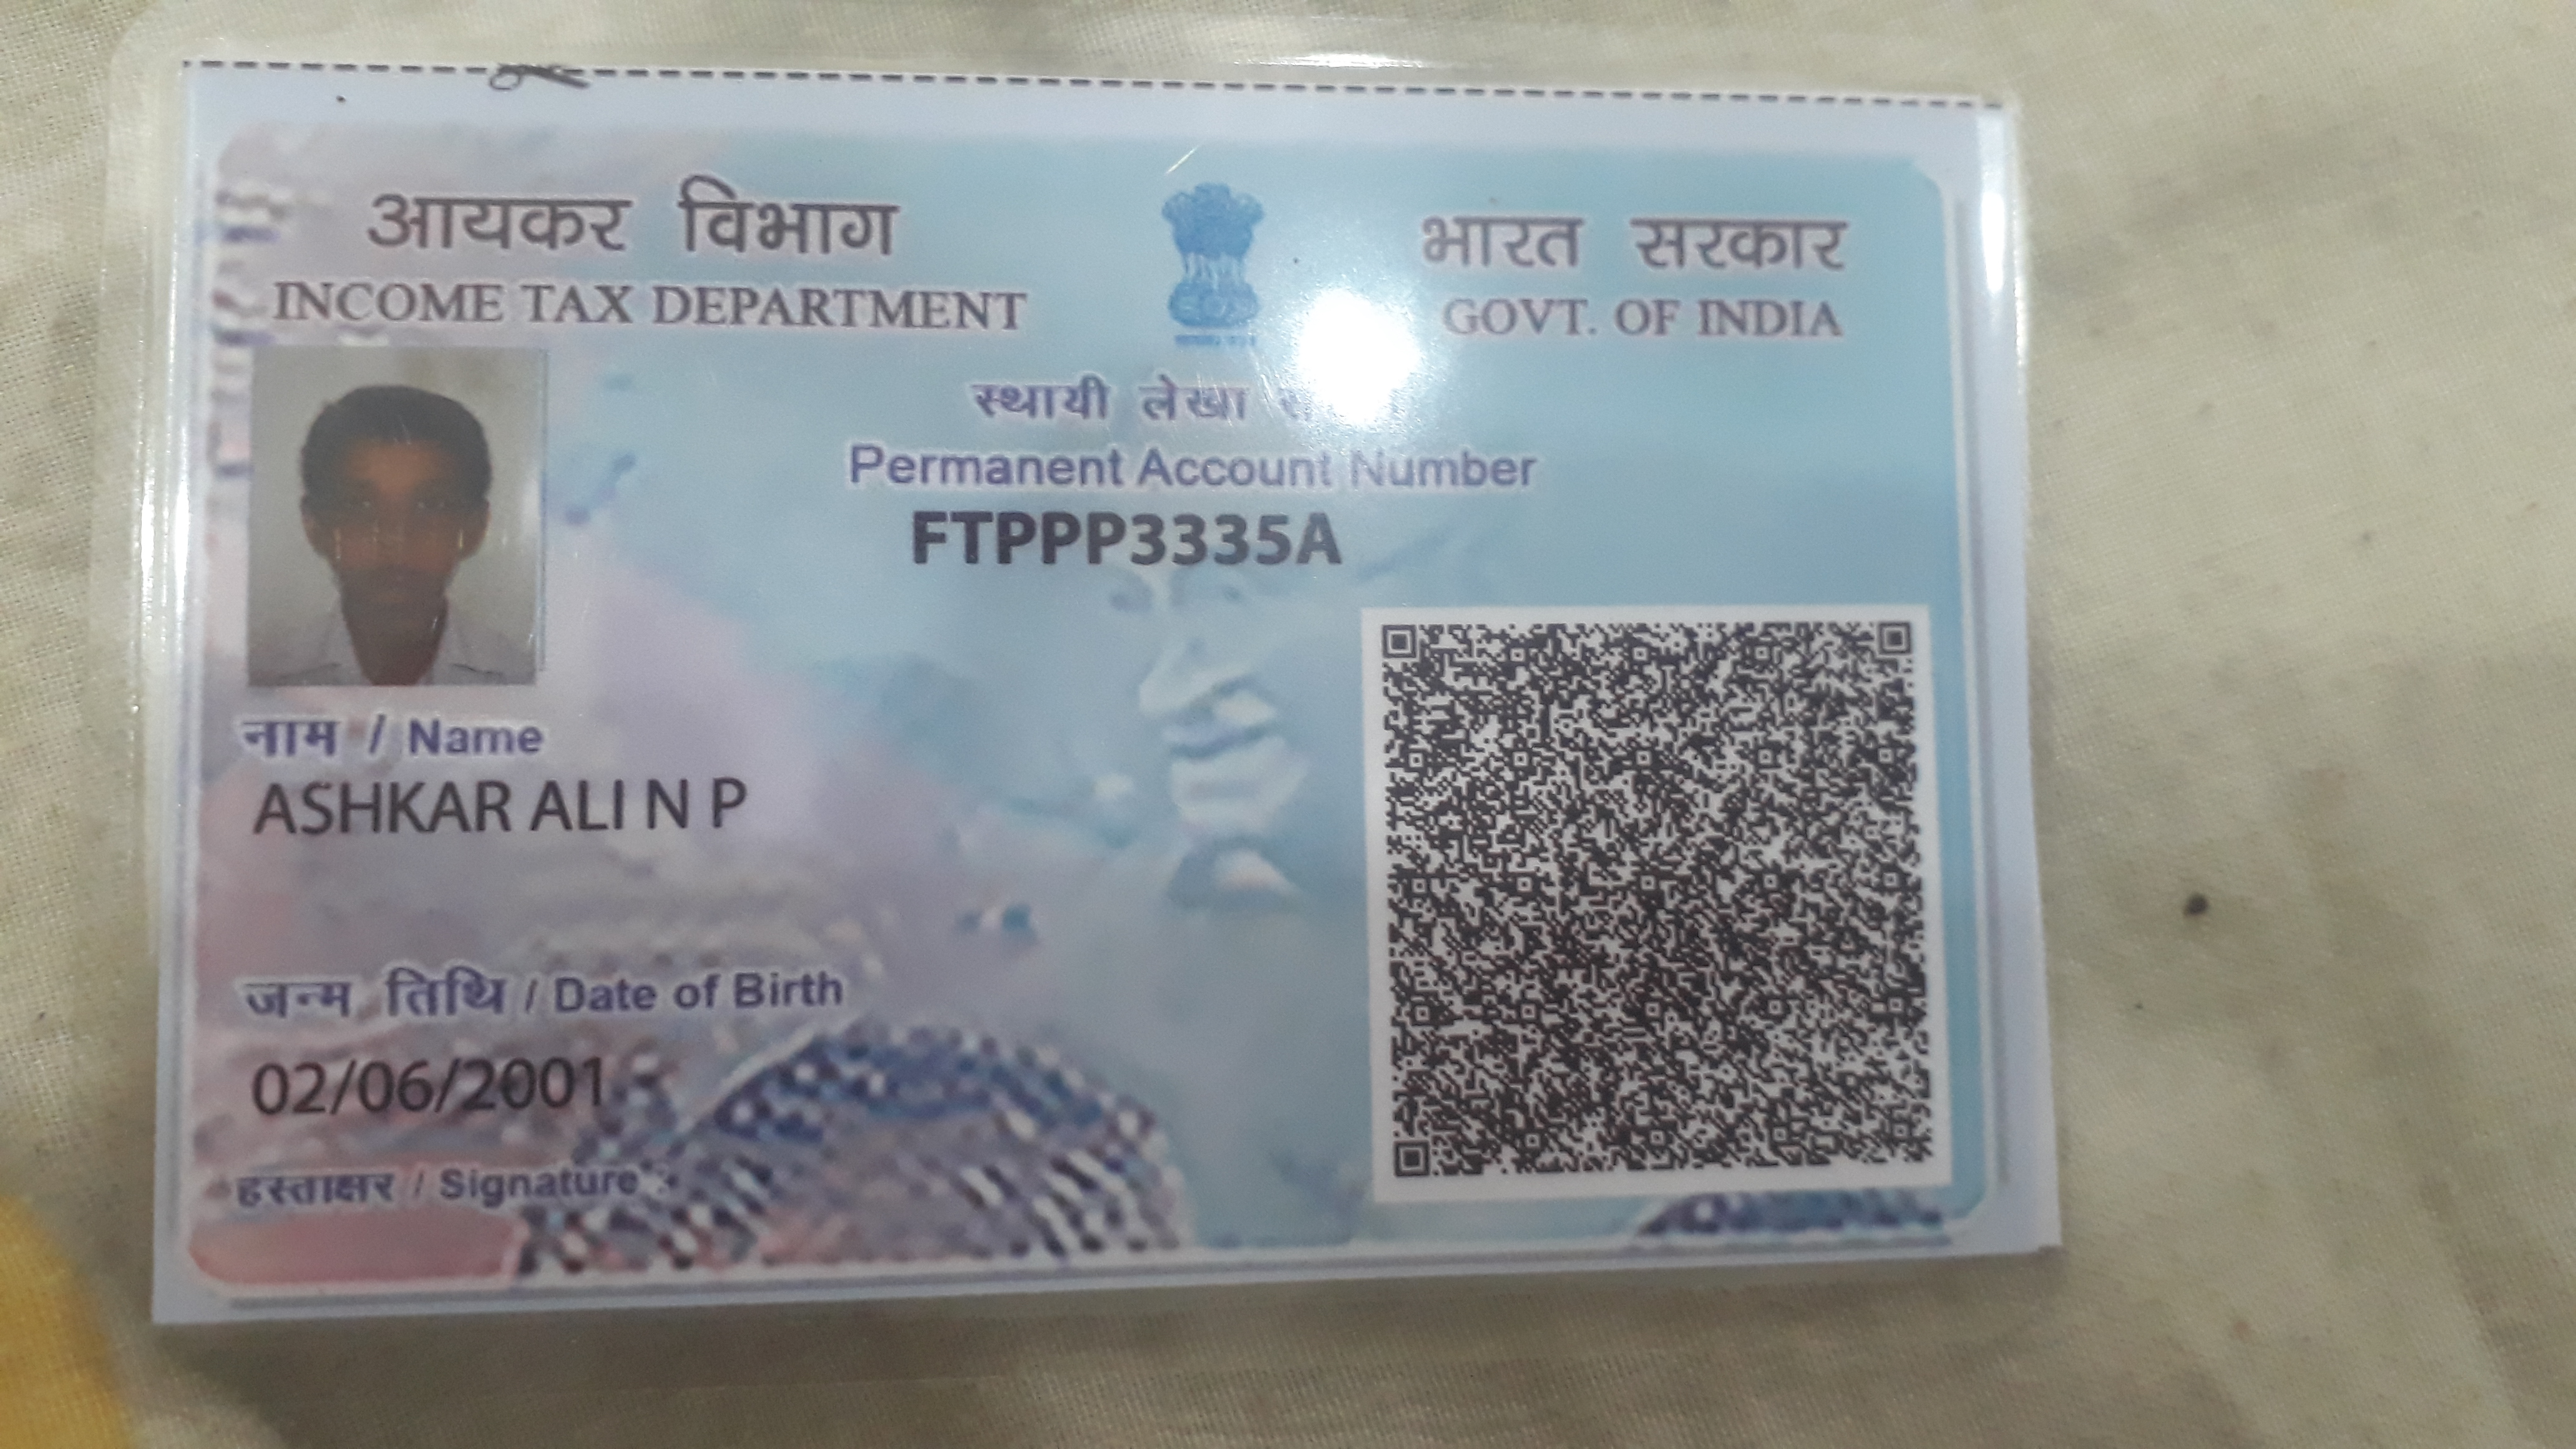 आयकर विभाग
INCOME TAX DEPARTMENT
भारत सरकार
GOVT. OF INDIA
स्थायी लेखा
Permanent Account Number
FTPPP3335A
नाम / Name
ASHKAR ALI N P
जन्म तिथि / Date of Birth
02/06/2001
हस्ताक्षर / Signature